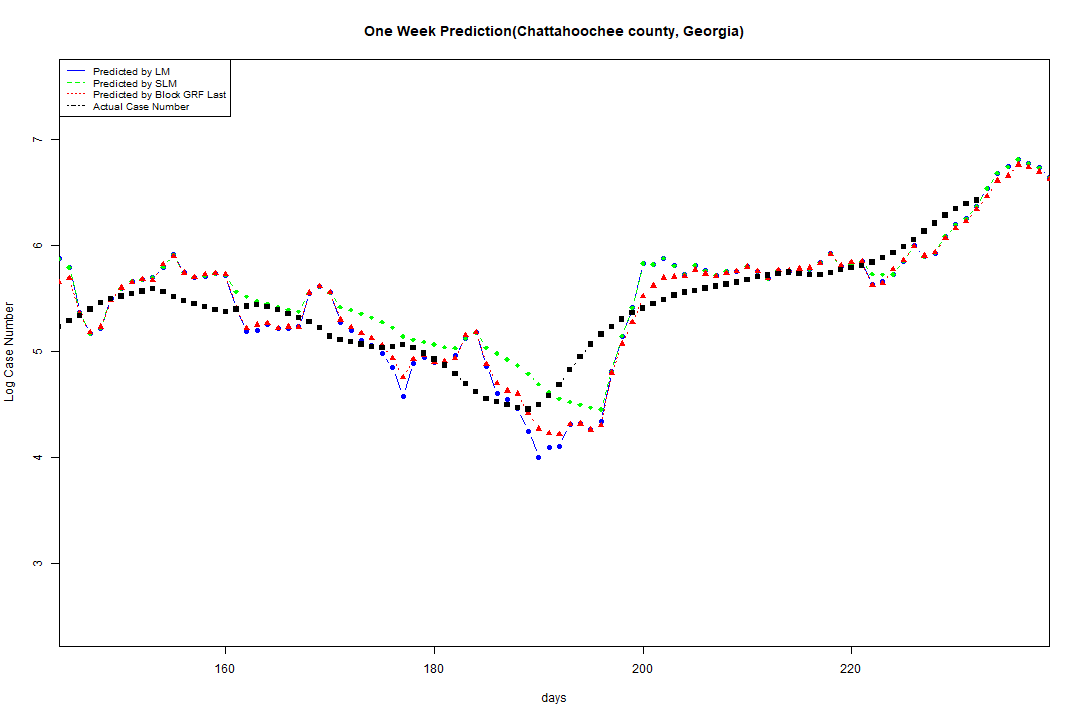 One Week Prediction(Chattahoochee county, Georgia)
Predicted by LM
Predicted by SLM
Predicted by Block GRF Last
Actual Case Number
Log Case Number
7
6
5
4
3
160 180 200 220
days